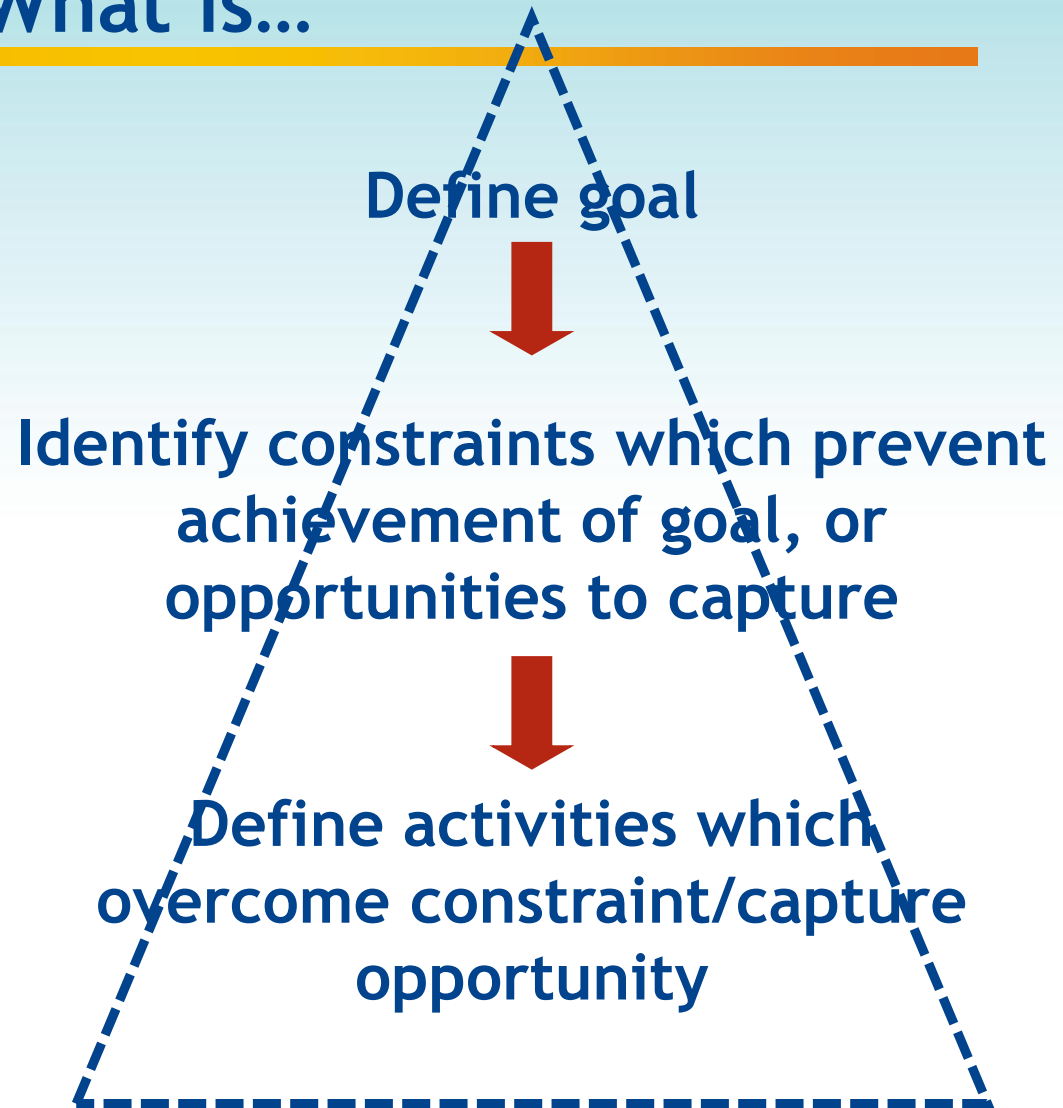 What is…
Define goal
Identify constraints which prevent
achievement of goal, or
opportunities to capture
Define activities which
overcome constraint/capture
opportunity